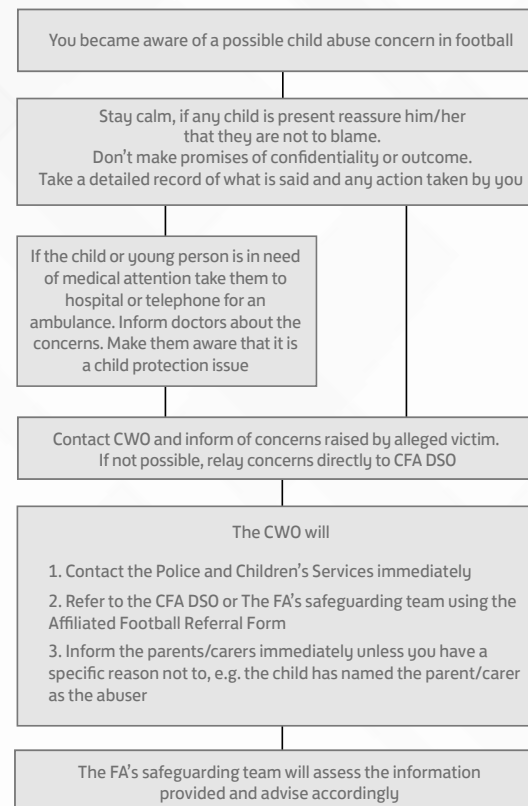 You became aware of a possible child abuse concern in football
Stay calm, if any child is present reassure him/her
that they are not to blame.
Don't make promises of confidentiality or outcome.
Take a detailed record of what is said and any action taken by you
If the child or young person is in need
of medical attention take them to
hospital or telephone for an
ambulance. Inform doctors about the
concerns. Make them aware that it is
a child protection issue
Contact CWO and inform of concerns raised by alleged victim.
If not possible, relay concerns directly to CFA DSO
The CWO will
1. Contact the Police and Children's Services immediately
2. Refer to the CFA DSO or The FA's safeguarding team using the
Affiliated Football Referral Form
3. Inform the parents/carers immediately unless you have a
specific reason not to, e.g. the child has named the parent/carer
as the abuser
The FA's safeguarding team will assess the information
provided and advise accordingly